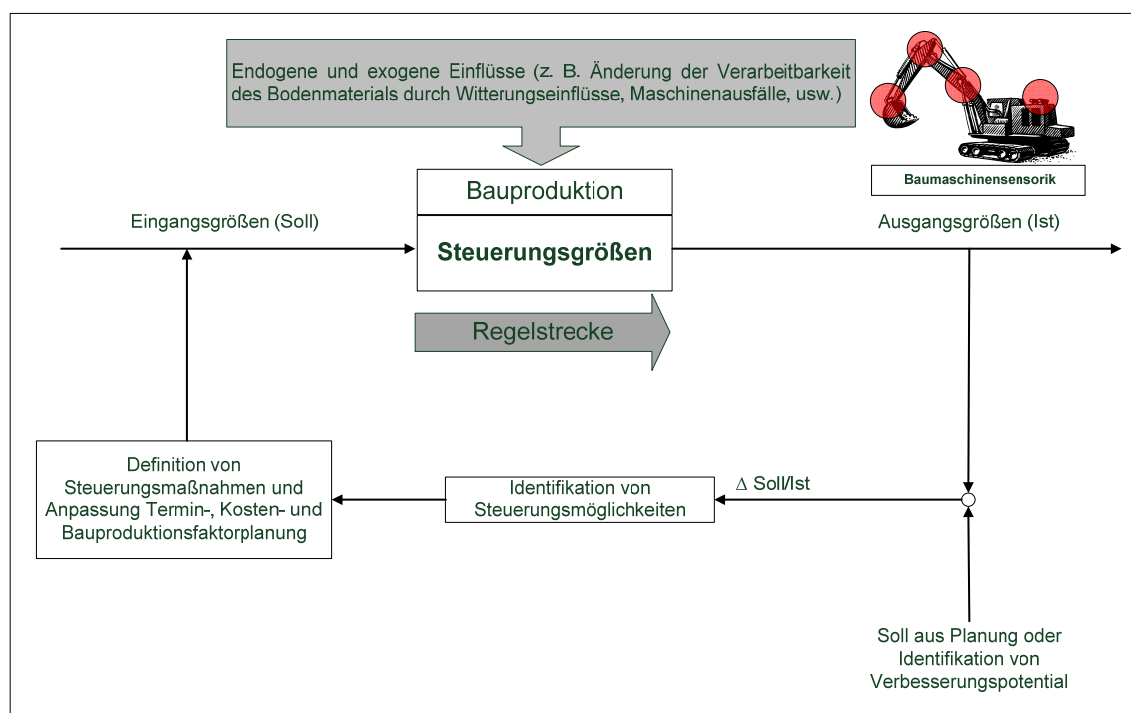 Endogene und exogene Einflüsse (z. B. Änderung der Verarbeitbarkeit
des Bodenmaterials durch Witterungseinflüsse, Maschinenausfälle, usw.)
Baumaschinensensorik
Bauproduktion
Eingangsgrößen (Soll)
Ausgangsgrößen (Ist)
Steuerungsgrößen
Regelstrecke
Definition von
Steuerungsmaßnahmen und
Anpassung Termin-, Kosten- und
Bauproduktionsfaktorplanung
Identifikation von
Steuerungsmöglichkeiten
Δ Soll/Ist
Soll aus Planung oder
Identifikation von
Verbesserungspotential